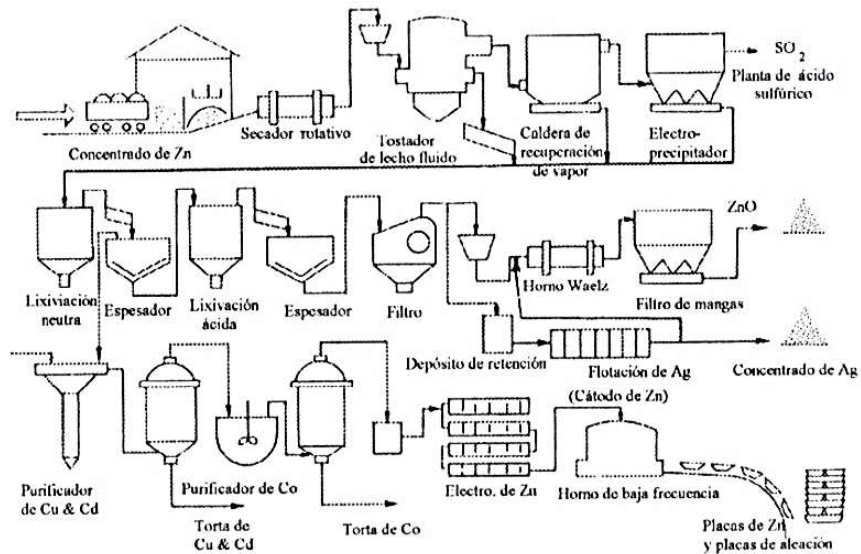 SO2
Planta de ácido
sulfúrico
Concentrado de Zn
Secador rotativo
Tostador
de lecho fluido
Caldera de
recuperación
de vapor
Electro-
precipitador
ZnO
Lixiviación
neutra
Espesador
Lixivación
ácida
Espesador
Filtro
Horno Waelz
Filtro de mangas
Depósito de retención
Flotación de Ag
Concentrado de Ag
(Cátodo de Zn)
Purificador
de Cu & Cd
Purificador de Co
Torta de
Cu & Cd
Torta de Co
Electro. de Zn
Horno de baja frecuencia
Placas de Zn
y placas de aleación